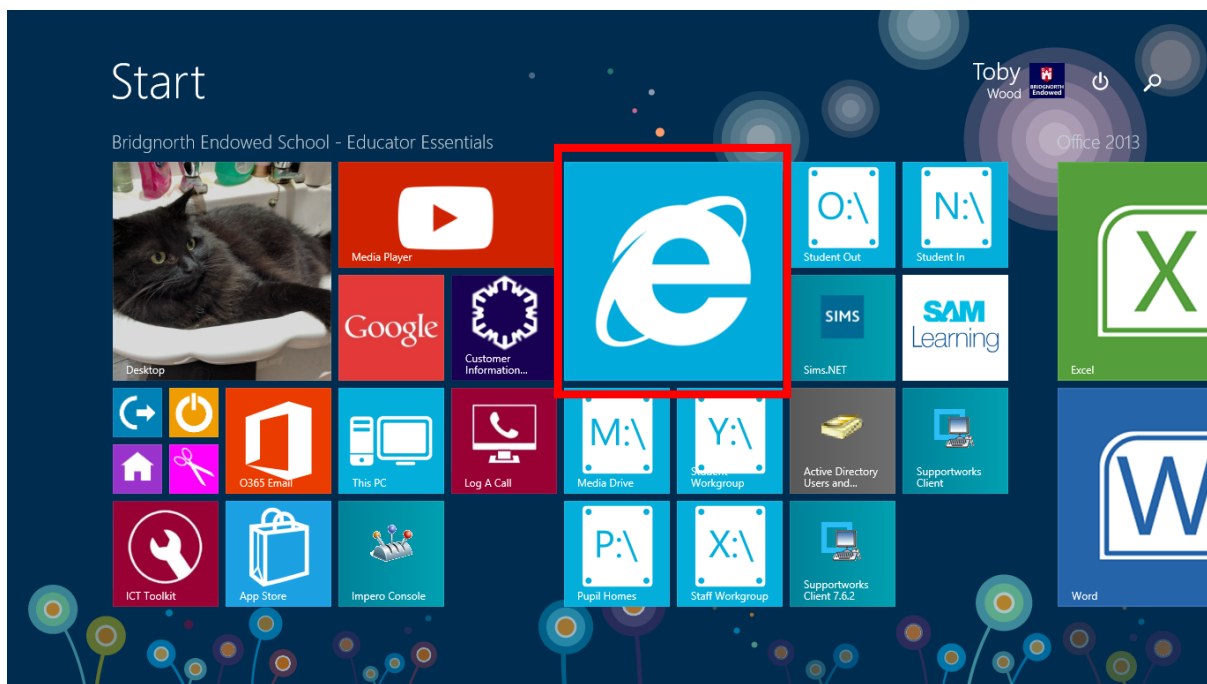 Start
Toby
Wood
BRIDGNORTH
Endowed
Bridgnorth Endowed School - Educator Essentials
Office 2013
Desktop
Media Player
Google
Customer
Information...
O:\
Student Out
N:\
Student In
SIMS
Sims.NET
SAM
Learning
X
Excel
O365 Email
This PC
Log A Call
M:\
Media Drive
Y:\
Student
Workgroup
Active Directory
Users and...
Supportworks
Client
W
Word
ICT Toolkit
App Store
Impero Console
P:\
Pupil Homes
X:\
Staff Workgroup
Supportworks
Client 7.6.2